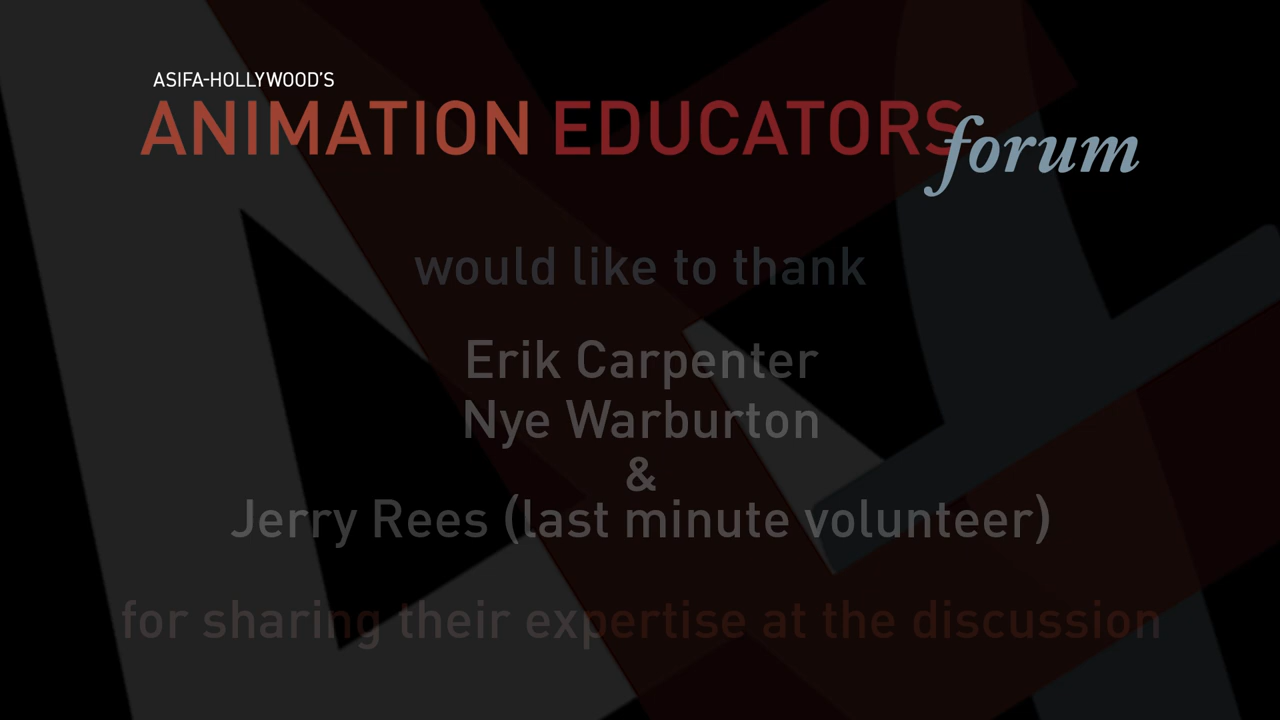 ASIFA-HOLLYWOOD'S
ANIMATION EDUCATORS forum
would like to thank
Erik Carpenter
Nye Warburton
&
Jerry Rees (last minute volunteer)
for sharing their expertise at the discussion